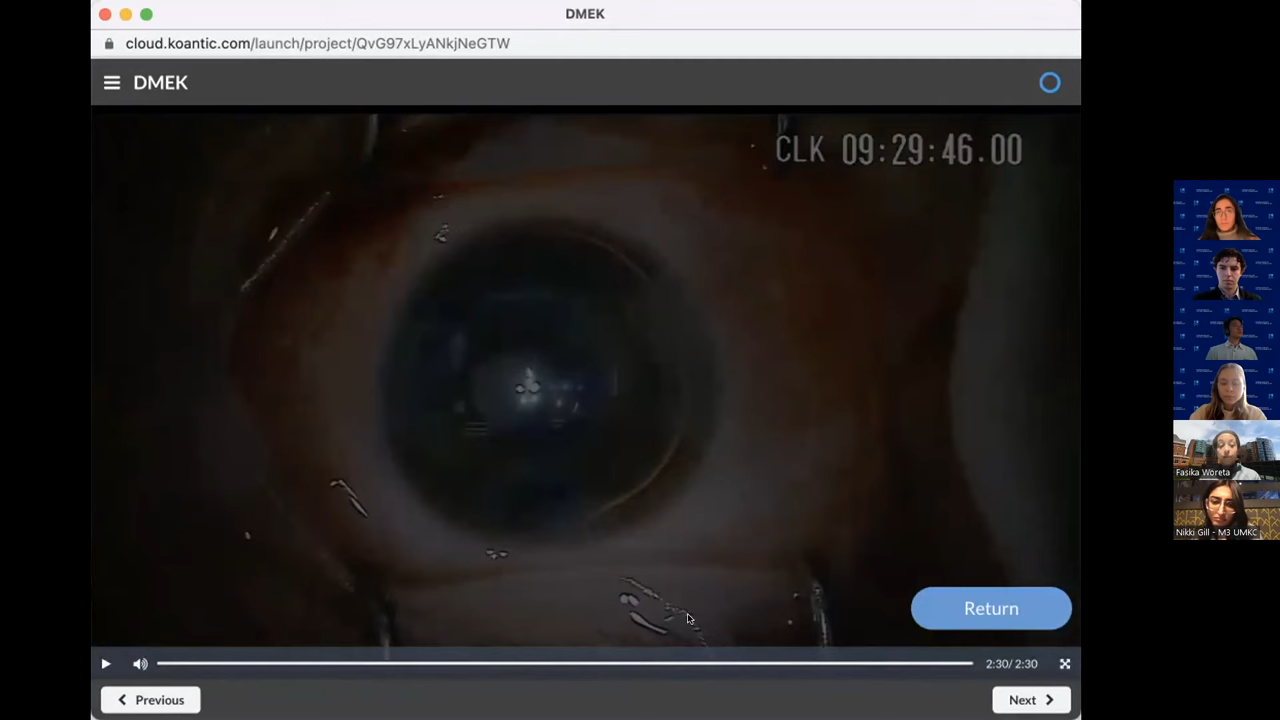 DMEK
cloud.koantic.com/launch/project/QvG97xLyANkjNeGTW
DMEK
CLK 09:29:46.00
Fasika Woreta
Nikki Gill - M3 UMKC
Return
2:30/ 2:30
Previous
Next